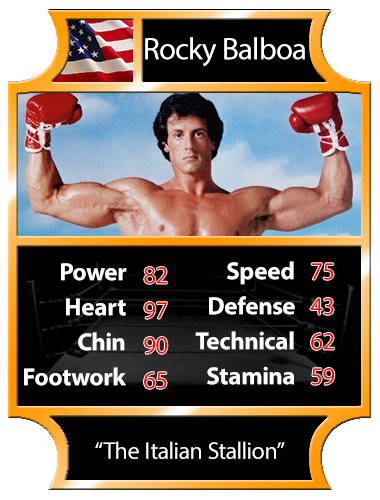 Rocky Balboa
Power 82 Speed 75
Heart 97 Defense 43
Chin 90 Technical 62
Footwork 65 Stamina 59
“The Italian Stallion”